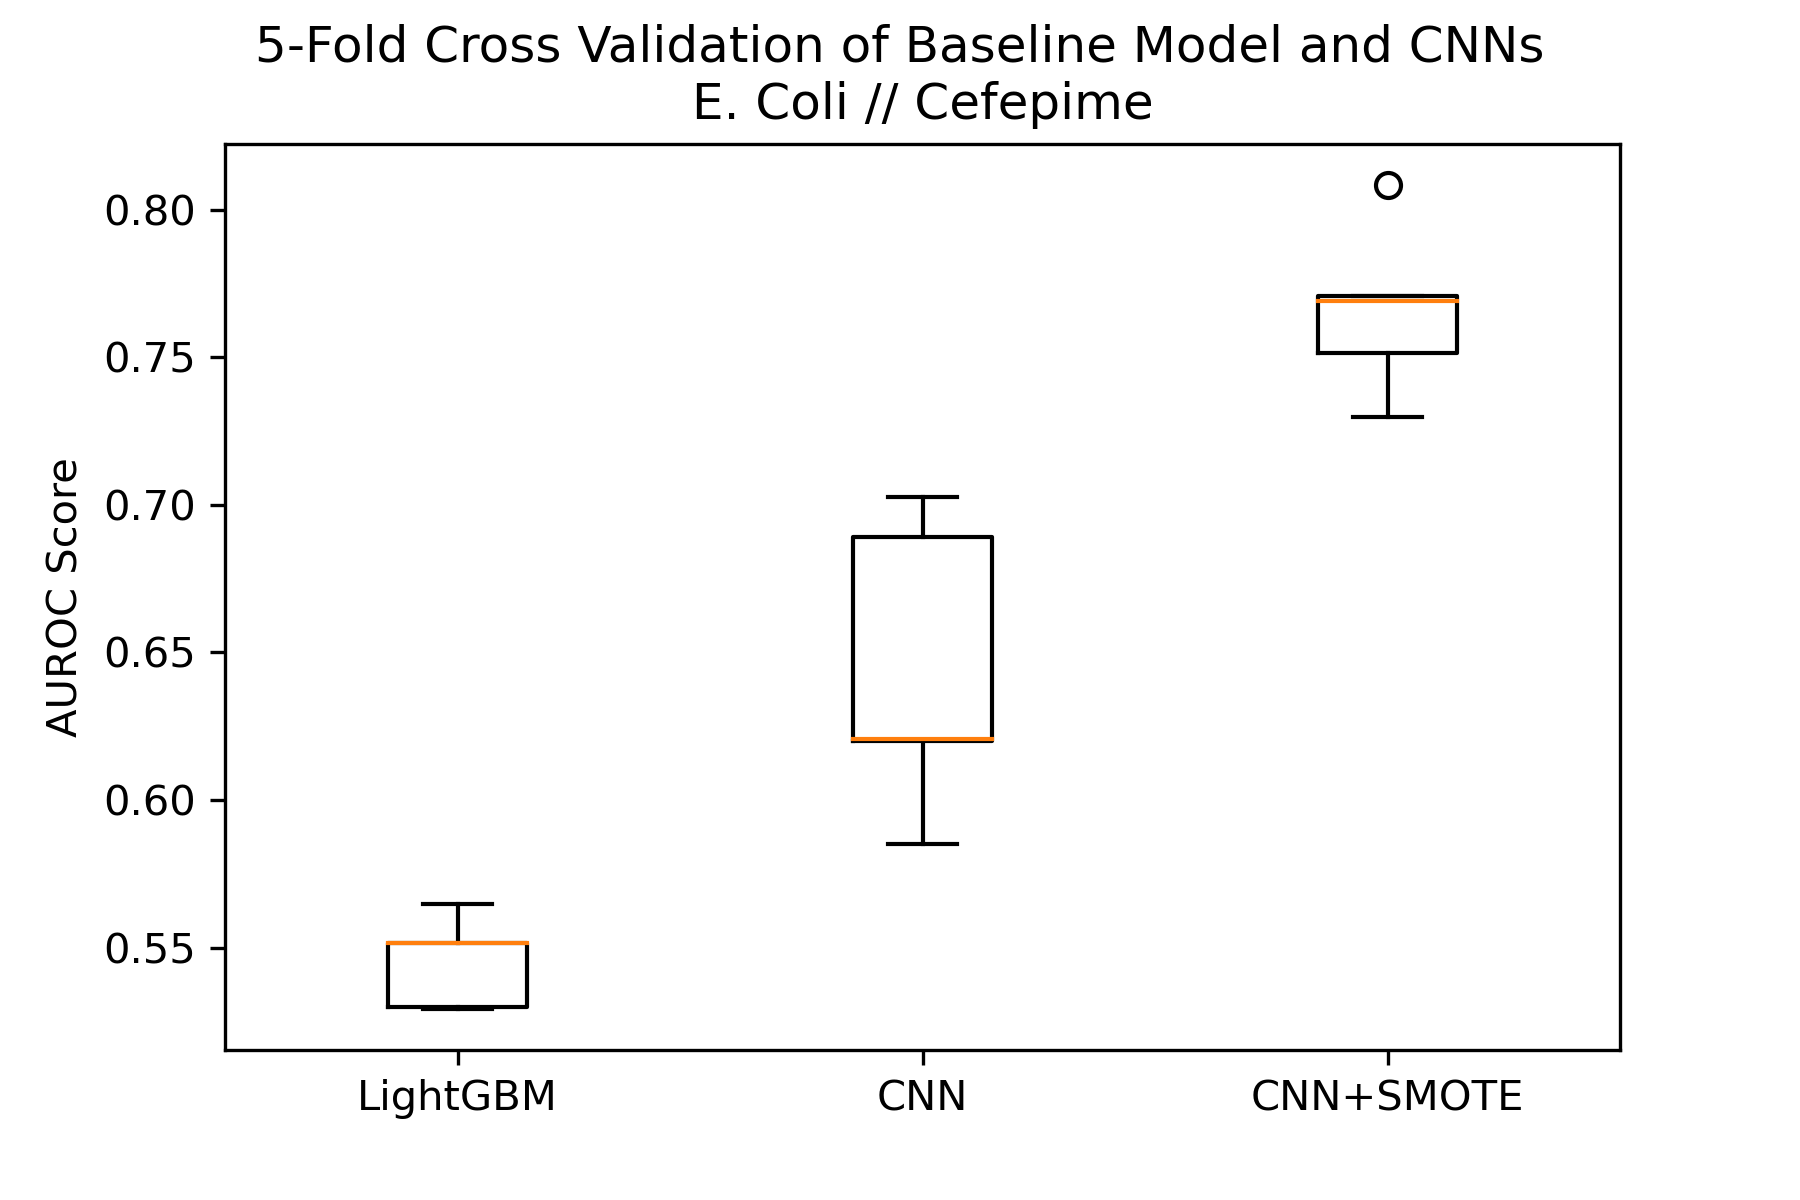 5-Fold Cross Validation of Baseline Model and CNNs
E. Coli // Cefepime
0.80
0.75
0.70
0.65
0.60
0.55
AUROC Score
LightGBM
CNN
CNN+SMOTE